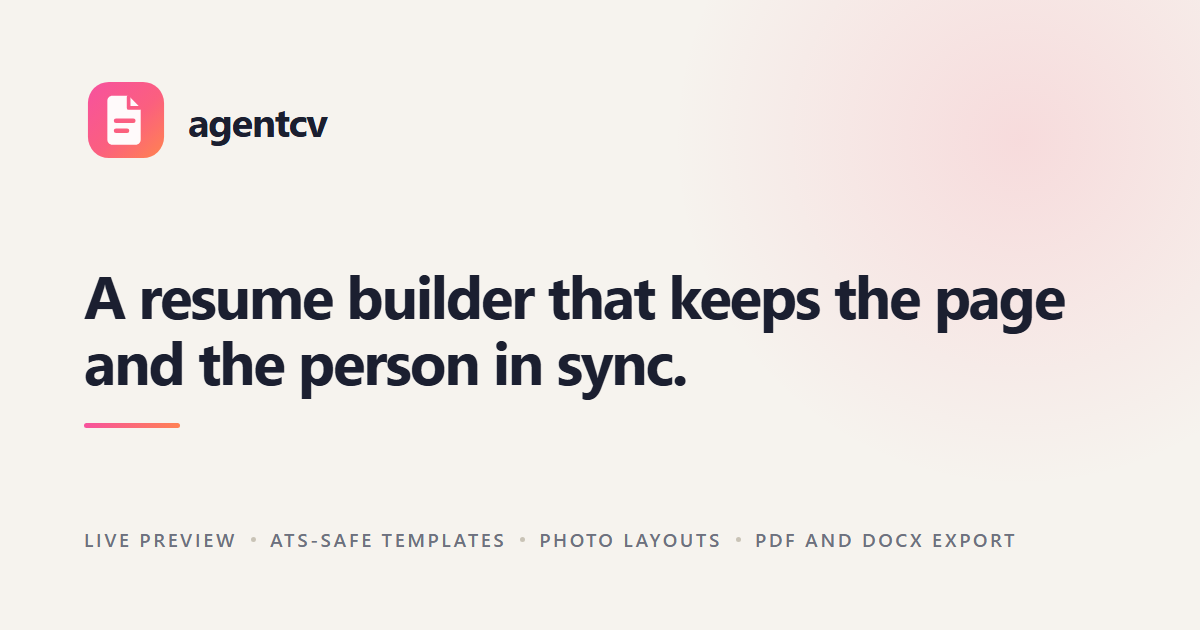 agentcv
A resume builder that keeps the page
and the person in sync.
LIVE PREVIEW • ATS-SAFE TEMPLATES • PHOTO LAYOUTS • PDF AND DOCX EXPORT